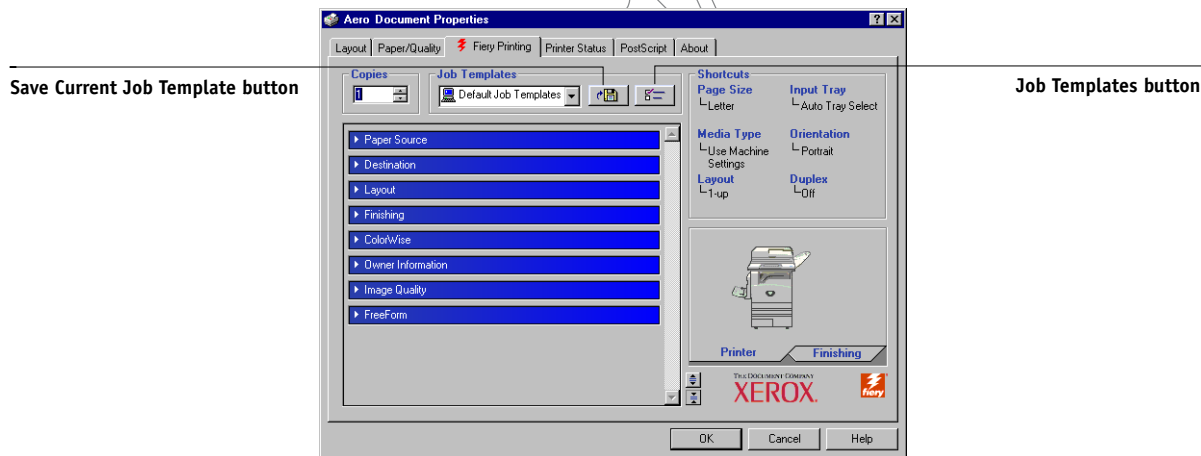 Aero Document Properties
Layout Paper/Quality Fiery Printing Printer Status PostScript About
Save Current Job Template button
Job Templates button
Copies
1
Job Templates
Default Job Templates
Shortcuts
Page Size
Letter
Input Tray
Auto Tray Select
Media Type
Use Machine
Settings
Orientation
Portrait
Layout
1-up
Duplex
Off
Paper Source
Destination
Layout
Finishing
ColorWise
Owner Information
Image Quality
FreeForm
Printer Finishing
THE DOCUMENT COMPANY
XEROX.
fiery
OK Cancel Help